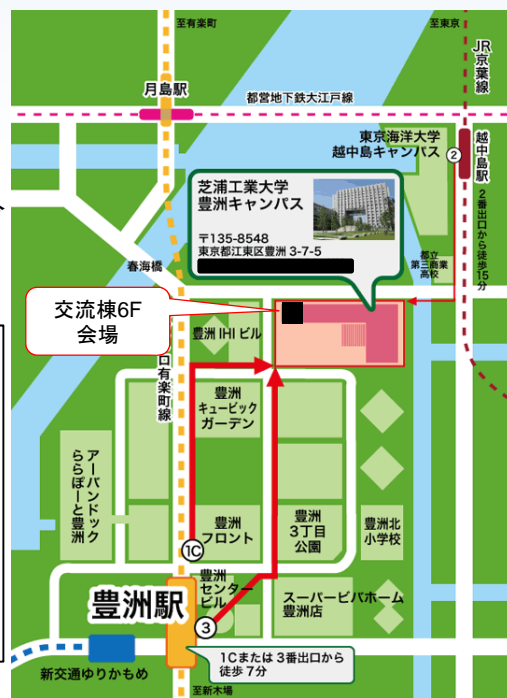 至有楽町
至東京
JR京葉線
月島駅
都営地下鉄大江戸線
東京海洋大学
越中島キャンパス
②
越中島駅
2番出口から徒歩15分
芝浦工業大学
豊洲キャンパス
〒135-8548
東京都江東区豊洲 3-7-5
都立
第三商業
高校
春海橋
交流棟6F
会場
豊洲 IHI ビル
口有楽町線
豊洲
キュービック
ガーデン
アーバンドック
ららぽーと豊洲
豊洲
フロント
豊洲
3丁目
公園
豊洲北
小学校
1C
豊洲
センター
ビル
スーパービバホーム
豊洲店
豊洲駅
③
1Cまたは 3番出口から
徒歩 7分
新交通ゆりかもめ
至新木場